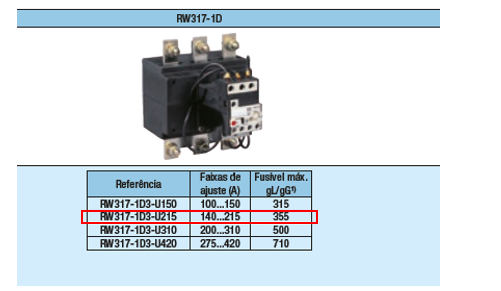 RW317-1D
Referência Faixas de ajuste (A) Fusível máx. gL/gG¹⁾
RW317-1D3-U150 100...150 315
RW317-1D3-U215 140...215 355
RW317-1D3-U310 200...310 500
RW317-1D3-U420 275...420 710